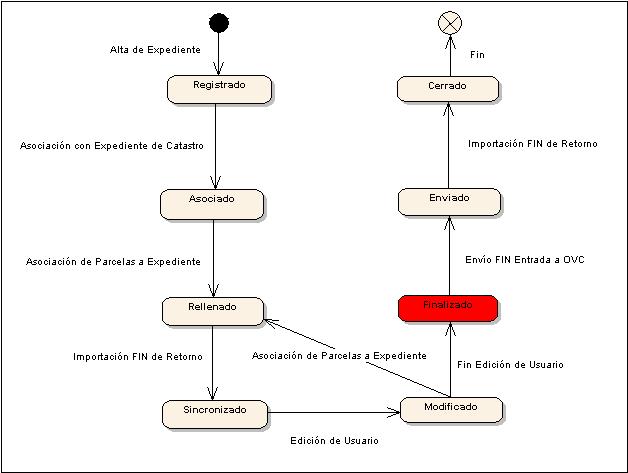 Alta de Expediente
Registrado
Asociación con Expediente de Catastro
Asociado
Asociación de Parcelas a Expediente
Rellenado
Importación FIN de Retorno
Sincronizado
Edición de Usuario
Modificado
Asociación de Parcelas a Expediente
Fin Edición de Usuario
Finalizado
Envío FIN Entrada a OVC
Enviado
Importación FIN de Retorno
Cerrado
Fin